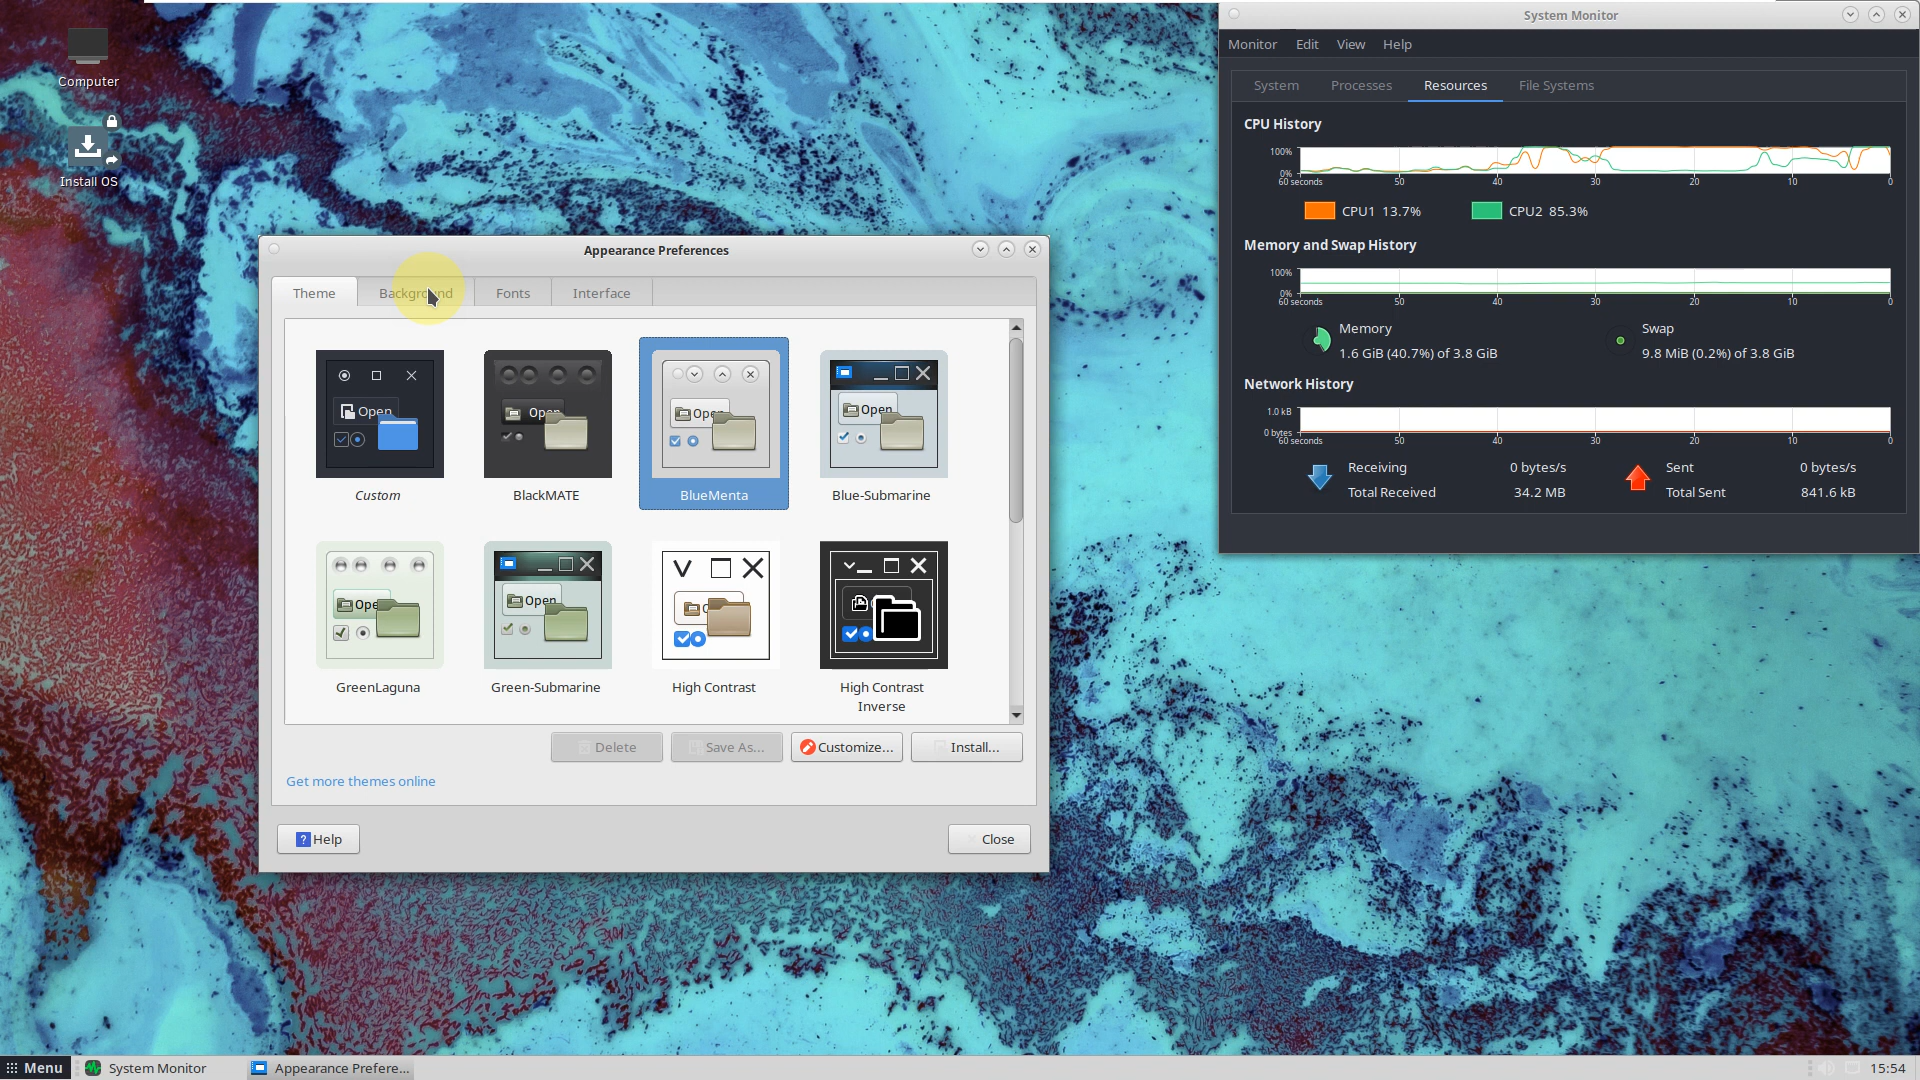 Computer
Install OS
System Monitor
Monitor Edit View Help
System Processes Resources File Systems
CPU History
100%
0%
60 seconds 50 40 30 20 10 0
CPU1 13.7% CPU2 85.3%
Memory and Swap History
100%
0%
60 seconds 50 40 30 20 10 0
Memory
1.6 GiB (40.7%) of 3.8 GiB
Swap
9.8 MiB (0.2%) of 3.8 GiB
Network History
1.0 kB
0 bytes
60 seconds 50 40 30 20 10 0
Receiving 0 bytes/s Sent 0 bytes/s
Total Received 34.2 MB Total Sent 841.6 kB
Appearance Preferences
Theme Background Fonts Interface
Open
Open
Open
Custom BlackMATE BlueMenta Blue-Submarine
Open
GreenLaguna Green-Submarine High Contrast High Contrast
Inverse
Delete Save As... Customize... Install...
Get more themes online
? Help Close
Menu System Monitor Appearance Prefere... 15:54